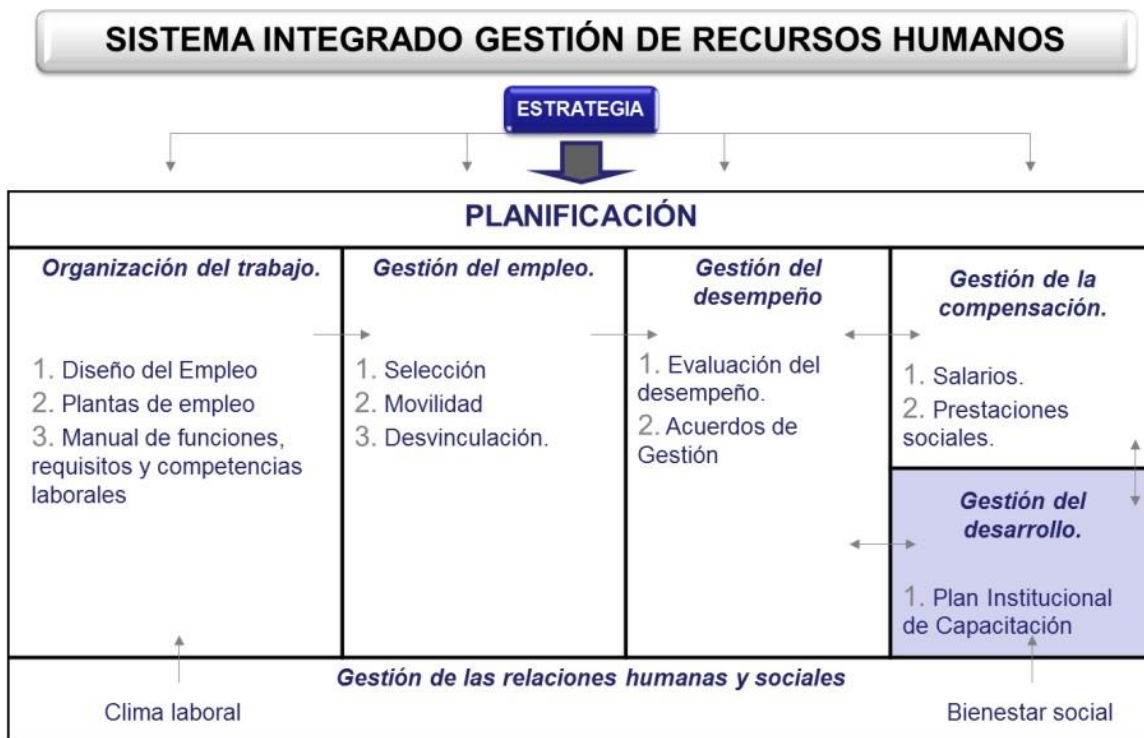 SISTEMA INTEGRADO GESTIÓN DE RECURSOS HUMANOS
ESTRATEGIA
PLANIFICACIÓN
Organización del trabajo.
1. Diseño del Empleo
2. Plantas de empleo
3. Manual de funciones,
requisitos y competencias
laborales
Gestión del empleo.
1. Selección
2. Movilidad
3. Desvinculación.
Gestión del
desempeño
1. Evaluación del
desempeño.
2. Acuerdos de
Gestión
Gestión de la
compensación.
1. Salarios.
2. Prestaciones
sociales.
Gestión del
desarrollo.
1. Plan Institucional
de Capacitación
Gestión de las relaciones humanas y sociales
Clima laboral
Bienestar social